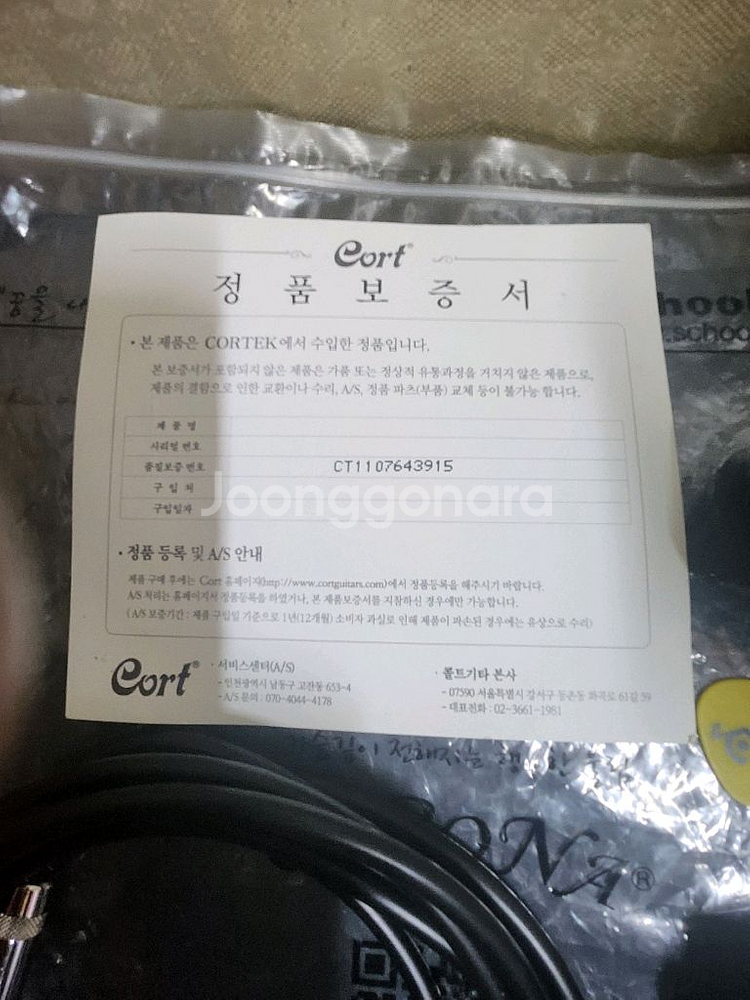 Cort®
정품보증서
· 본 제품은 CORTEK에서 수입한 정품입니다.
본 보증서가 포함되지 않은 제품은 가품 또는 정상적 유통과정을 거치지 않은 제품으로,
제품의 결함으로 인한 교환이나 수리, A/S, 정품 파츠(부품) 교체 등이 불가능 합니다.
제 품 명
시리얼 번호
품질보증 번호 CT1107643915
구 입 처
Joonggonara
구입일자
· 정품 등록 및 A/S 안내
제품 구매 후에는 Cort 홈페이지(http://www.cortguitars.com)에서 정품등록을 해주시기 바랍니다.
A/S 처리는 홈페이지서 정품등록을 하였거나, 본 제품보증서를 지참하신 경우에만 가능합니다.
( A/S 보증기간 : 제품 구입일 기준으로 1년(12개월) 소비자 과실로 인해 제품이 파손된 경우에는 유상으로 수리)
Cort®
· 서비스센터(A/S)
- 인천광역시 남동구 고잔동 653-4
- A/S 문의 : 070-4044-4178
· 콜트기타 본사
- 07590 서울특별시 강서구 등촌동 화곡로 61길 59
- 대표전화 : 02-3661-1981
hool
.schoo
전해지는
ONA®